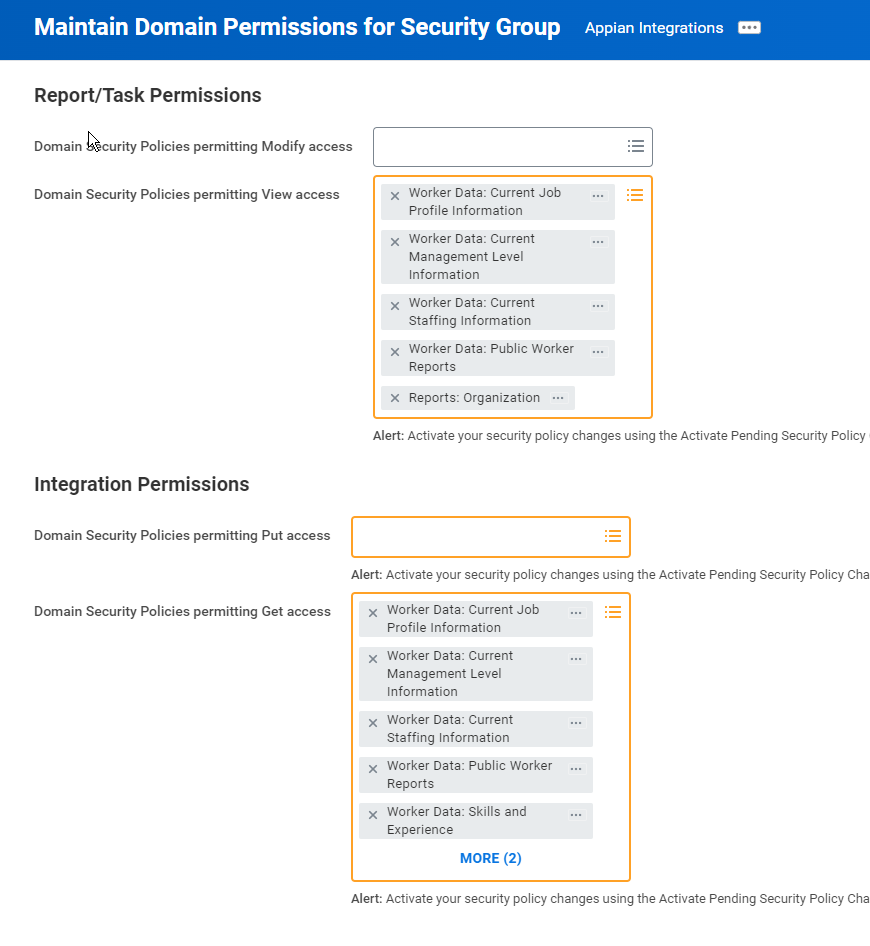 Maintain Domain Permissions for Security Group Appian Integrations
Report/Task Permissions
Domain Security Policies permitting Modify access
Domain Security Policies permitting View access
Worker Data: Current Job
Profile Information
Worker Data: Current
Management Level
Information
Worker Data: Current
Staffing Information
Worker Data: Public Worker
Reports
Reports: Organization
Alert: Activate your security policy changes using the Activate Pending Security Policy
Integration Permissions
Domain Security Policies permitting Put access
Alert: Activate your security policy changes using the Activate Pending Security Policy Cha
Domain Security Policies permitting Get access
Worker Data: Current Job
Profile Information
Worker Data: Current
Management Level
Information
Worker Data: Current
Staffing Information
Worker Data: Public Worker
Reports
Worker Data: Skills and
Experience
MORE (2)
Alert: Activate your security policy changes using the Activate Pending Security Policy Cha